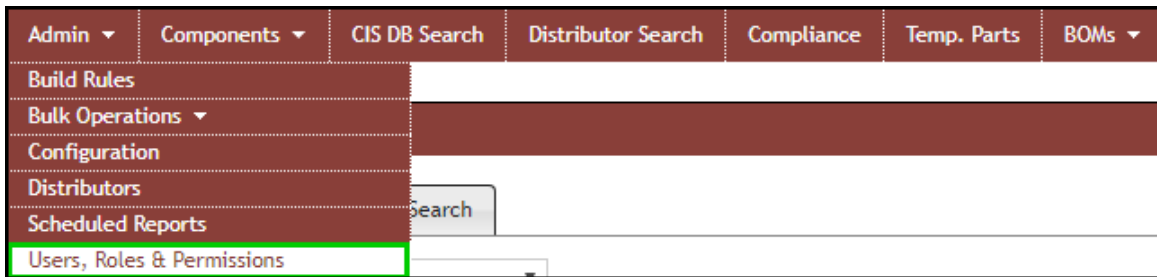 Admin Components CIS DB Search Distributor Search Compliance Temp. Parts BOMs
Build Rules
Bulk Operations
Configuration
Distributors
Scheduled Reports
Search
Users, Roles & Permissions